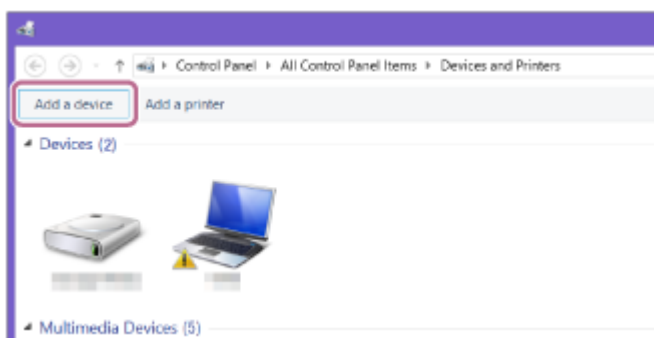 Control Panel All Control Panel Items Devices and Printers
Add a device Add a printer
Devices (2)
Multimedia Devices (5)